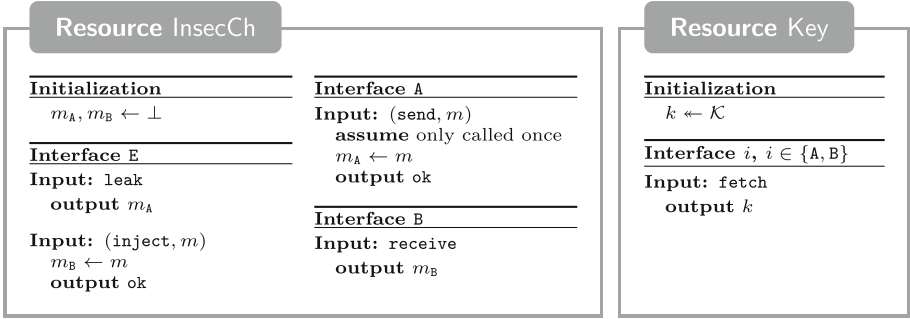 Resource InsecCh
Initialization
m_A, m_B ← ⊥
Interface E
Input: leak
output m_A
Input: (inject, m)
m_B ← m
output ok
Interface A
Input: (send, m)
assume only called once
m_A ← m
output ok
Interface B
Input: receive
output m_B
Resource Key
Initialization
k ↞ 𝒦
Interface i, i ∈ {A, B}
Input: fetch
output k